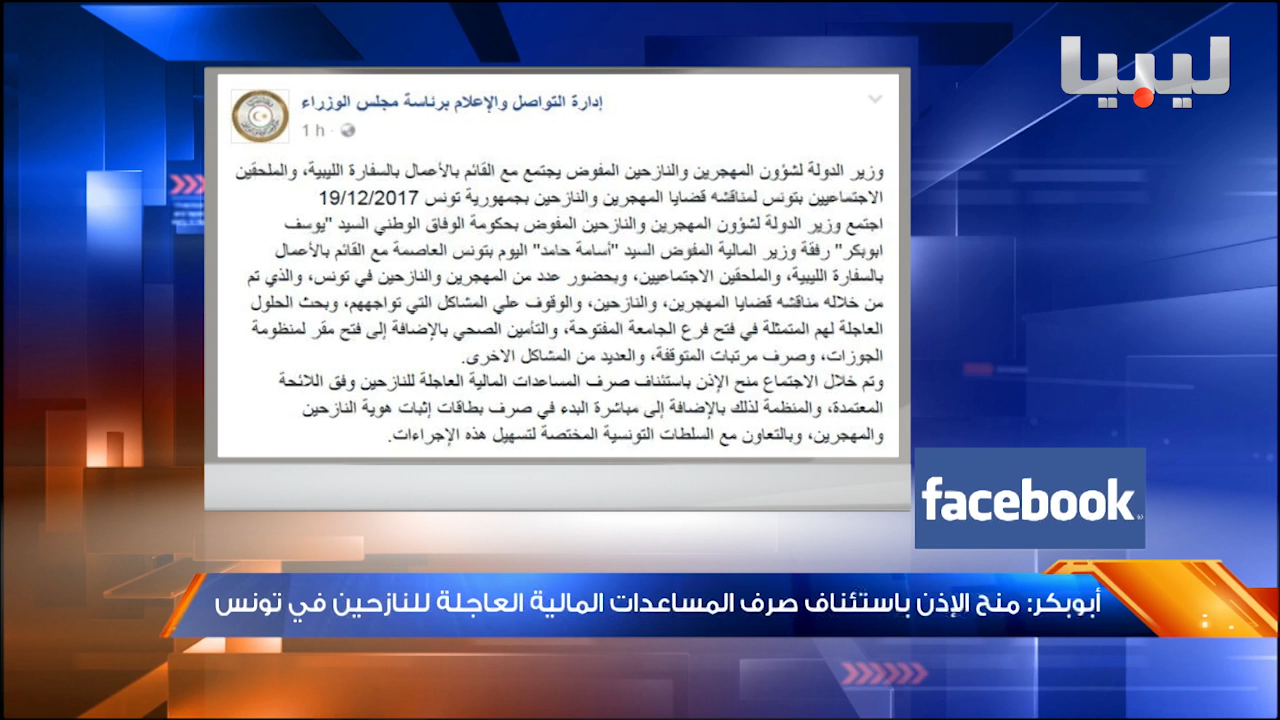 ليبيا
إدارة التواصل والإعلام برئاسة مجلس الوزراء
1 h
وزير الدولة لشؤون المهجرين والنازحين المفوض يجتمع مع القائم بالأعمال بالسفارة الليبية، والملحقين
الاجتماعيين بتونس لمناقشه قضايا المهجرين والنازحين بجمهورية تونس 19/12/2017
اجتمع وزير الدولة لشؤون المهجرين والنازحين المفوض بحكومة الوفاق الوطني السيد "يوسف
ابوبكر" رفقة وزير المالية المفوض السيد "أسامة حامد" اليوم بتونس العاصمة مع القائم بالأعمال
بالسفارة الليبية، والملحقين الاجتماعيين، وبحضور عدد من المهجرين والنازحين في تونس، والذي تم
من خلاله مناقشه قضايا المهجرين، والنازحين، والوقوف علي المشاكل التي تواجههم، وبحث الحلول
العاجلة لهم المتمثلة في فتح فرع الجامعة المفتوحة، والتأمين الصحي بالإضافة إلى فتح مقر لمنظومة
الجوزات، وصرف مرتبات المتوقفة، والعديد من المشاكل الاخرى.
وتم خلال الاجتماع منح الإذن باستئناف صرف المساعدات المالية العاجلة للنازحين وفق اللائحة
المعتمدة، والمنظمة لذلك بالإضافة إلى مباشرة البدء في صرف بطاقات إثبات هوية النازحين
والمهجرين، وبالتعاون مع السلطات التونسية المختصة لتسهيل هذه الإجراءات.
facebook
أبوبكر: منح الإذن باستئناف صرف المساعدات المالية العاجلة للنازحين في تونس